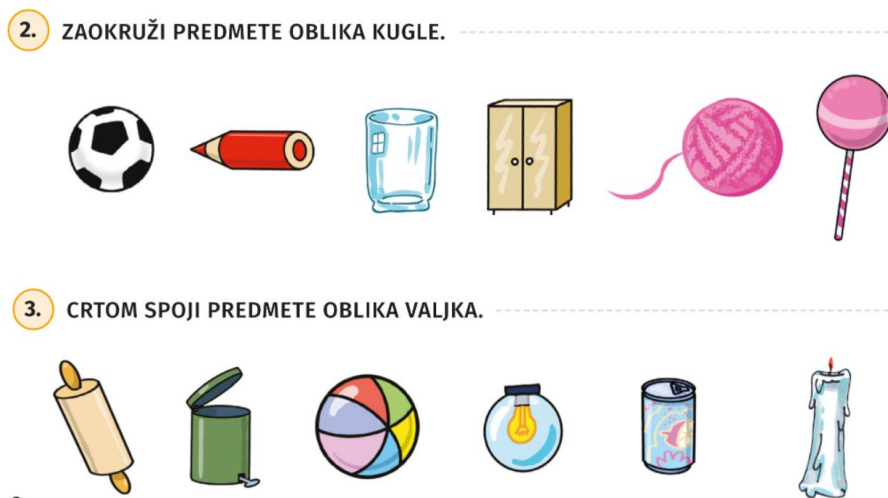 2. ZAOKRUŽI PREDMETE OBLIKA KUGLE.
3. CRTOM SPOJI PREDMETE OBLIKA VALJKA.